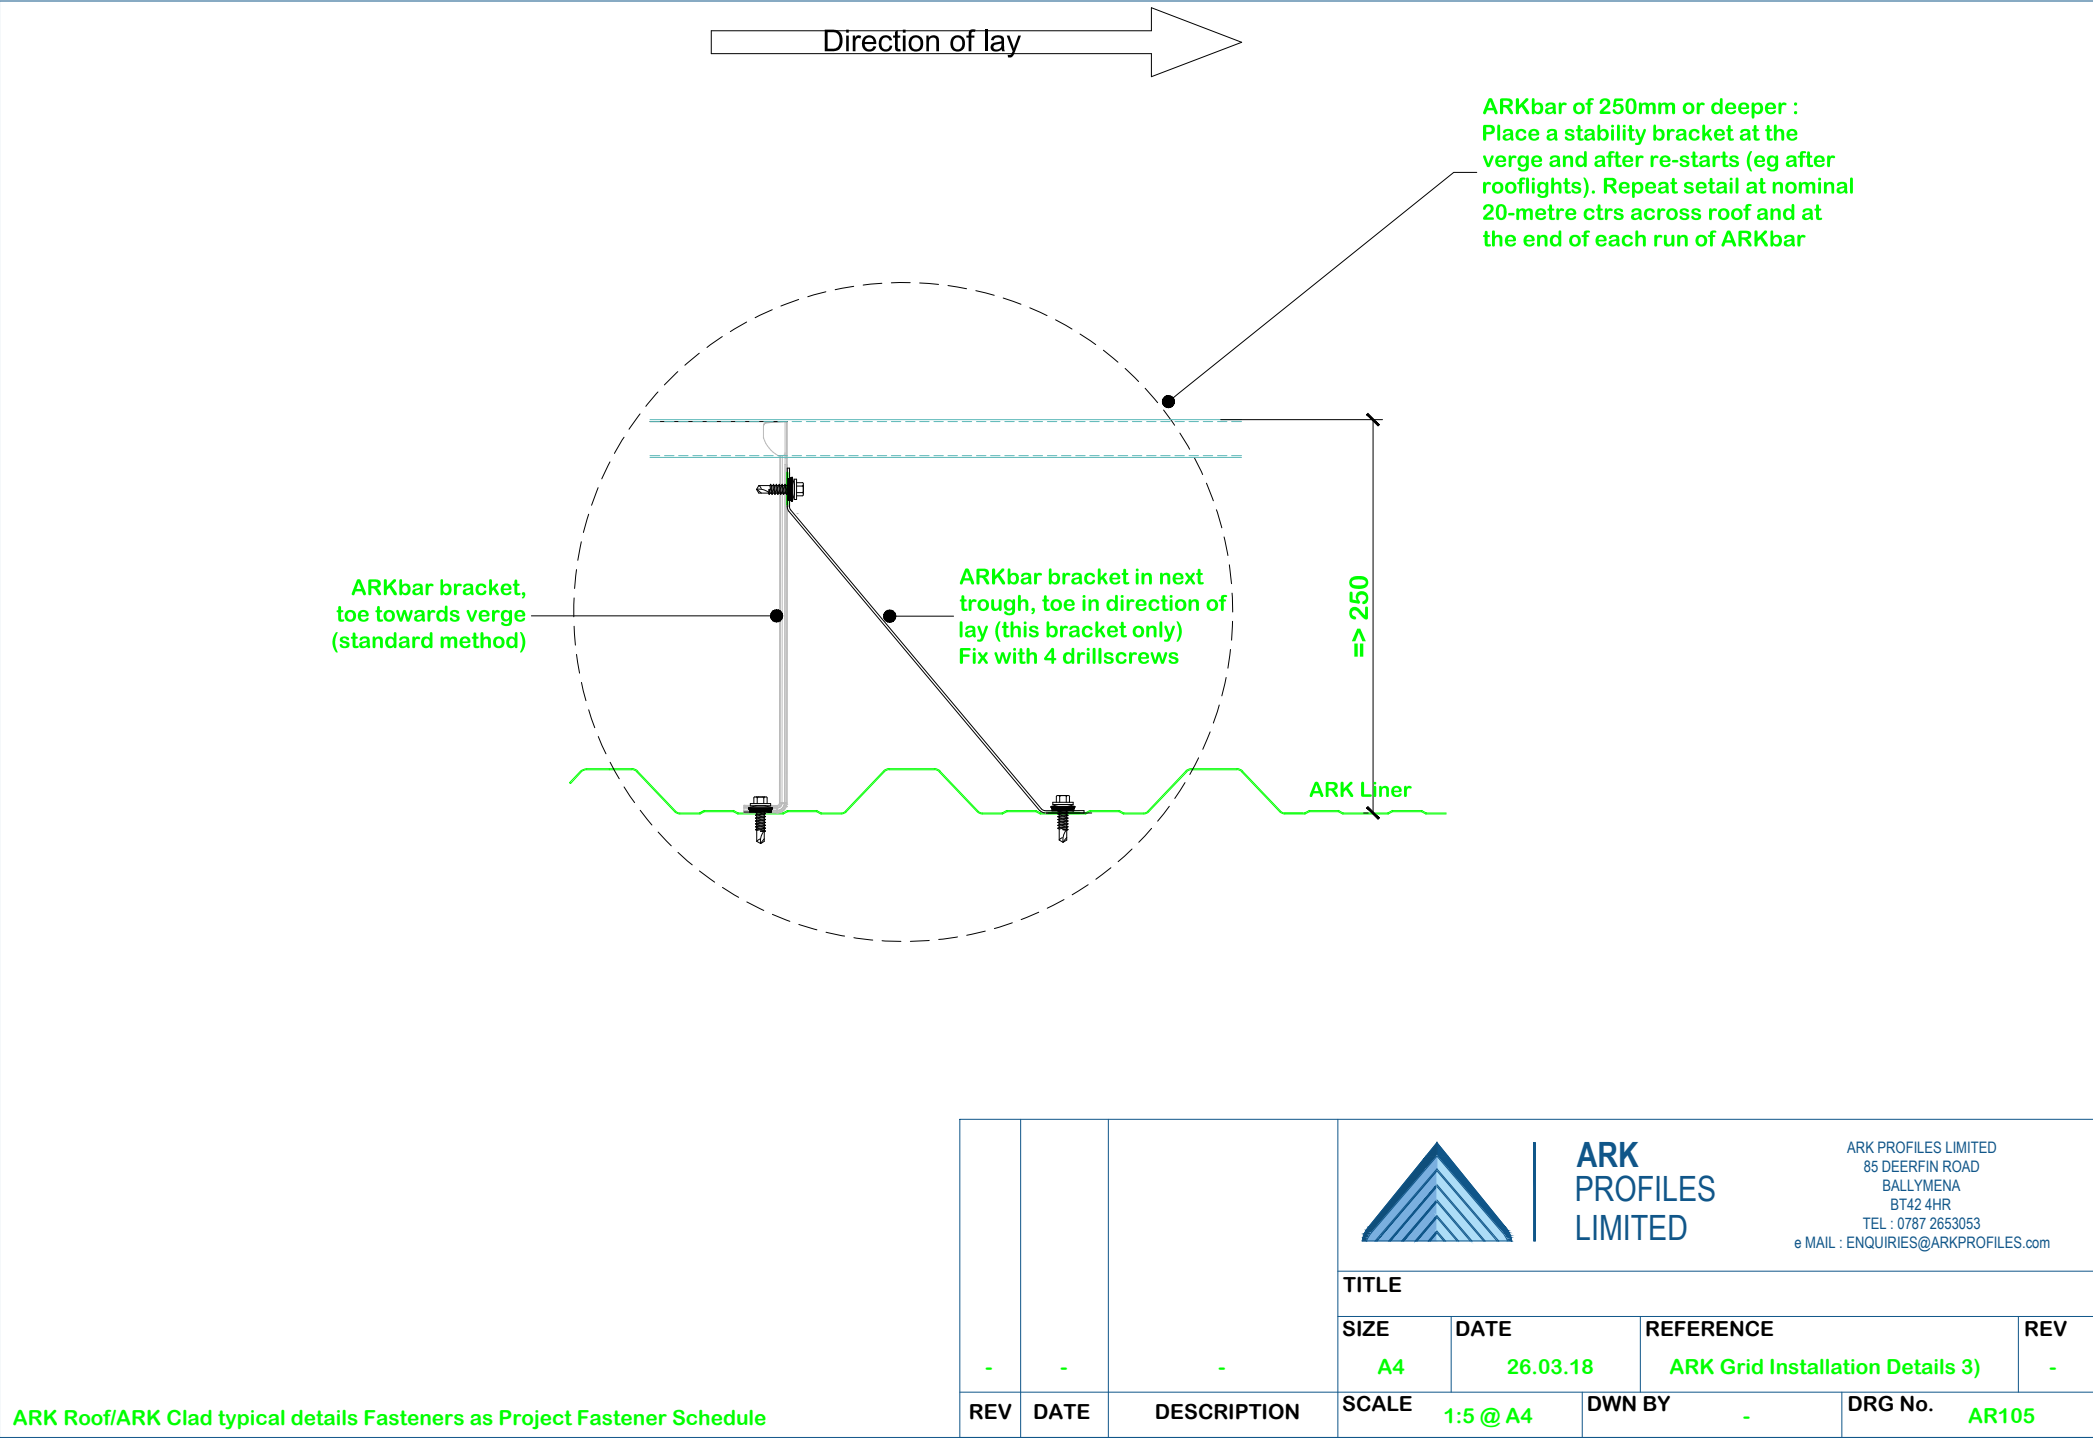 Direction of lay
ARKbar of 250mm or deeper :
Place a stability bracket at the
verge and after re-starts (eg after
rooflights). Repeat setail at nominal
20-metre ctrs across roof and at
the end of each run of ARKbar
ARKbar bracket,
toe towards verge
(standard method)
ARKbar bracket in next
trough, toe in direction of
lay (this bracket only)
Fix with 4 drillscrews
=> 250
ARK Liner
ARK
PROFILES
LIMITED
ARK PROFILES LIMITED
85 DEERFIN ROAD
BALLYMENA
BT42 4HR
TEL : 0787 2653053
e MAIL : ENQUIRIES@ARKPROFILES.com
TITLE
SIZE DATE REFERENCE REV
- - - A4 26.03.18 ARK Grid Installation Details 3) -
REV DATE DESCRIPTION SCALE 1:5 @ A4 DWN BY - DRG No. AR105
ARK Roof/ARK Clad typical details Fasteners as Project Fastener Schedule